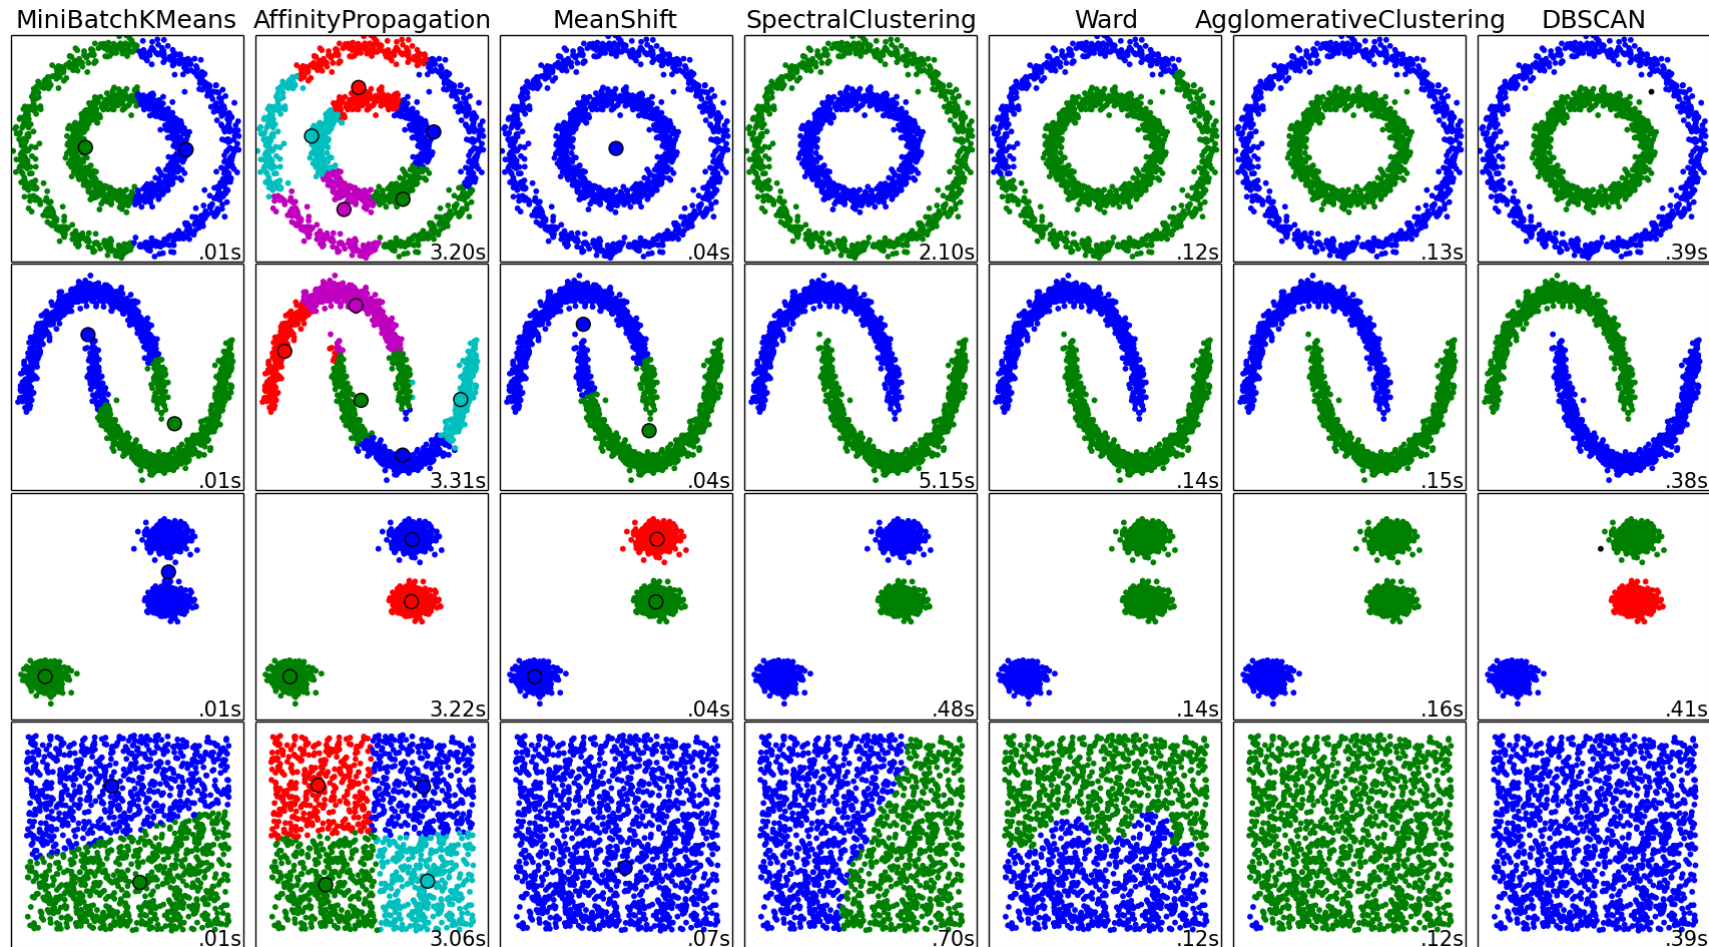 MiniBatchKMeans AffinityPropagation MeanShift SpectralClustering Ward AgglomerativeClustering DBSCAN
.01s 3.20s .04s 2.10s .12s .13s .39s
.01s 3.31s .04s 5.15s .14s .15s .38s
.01s 3.22s .04s .48s .14s .16s .41s
.01s 3.06s .07s .70s .12s .12s .39s